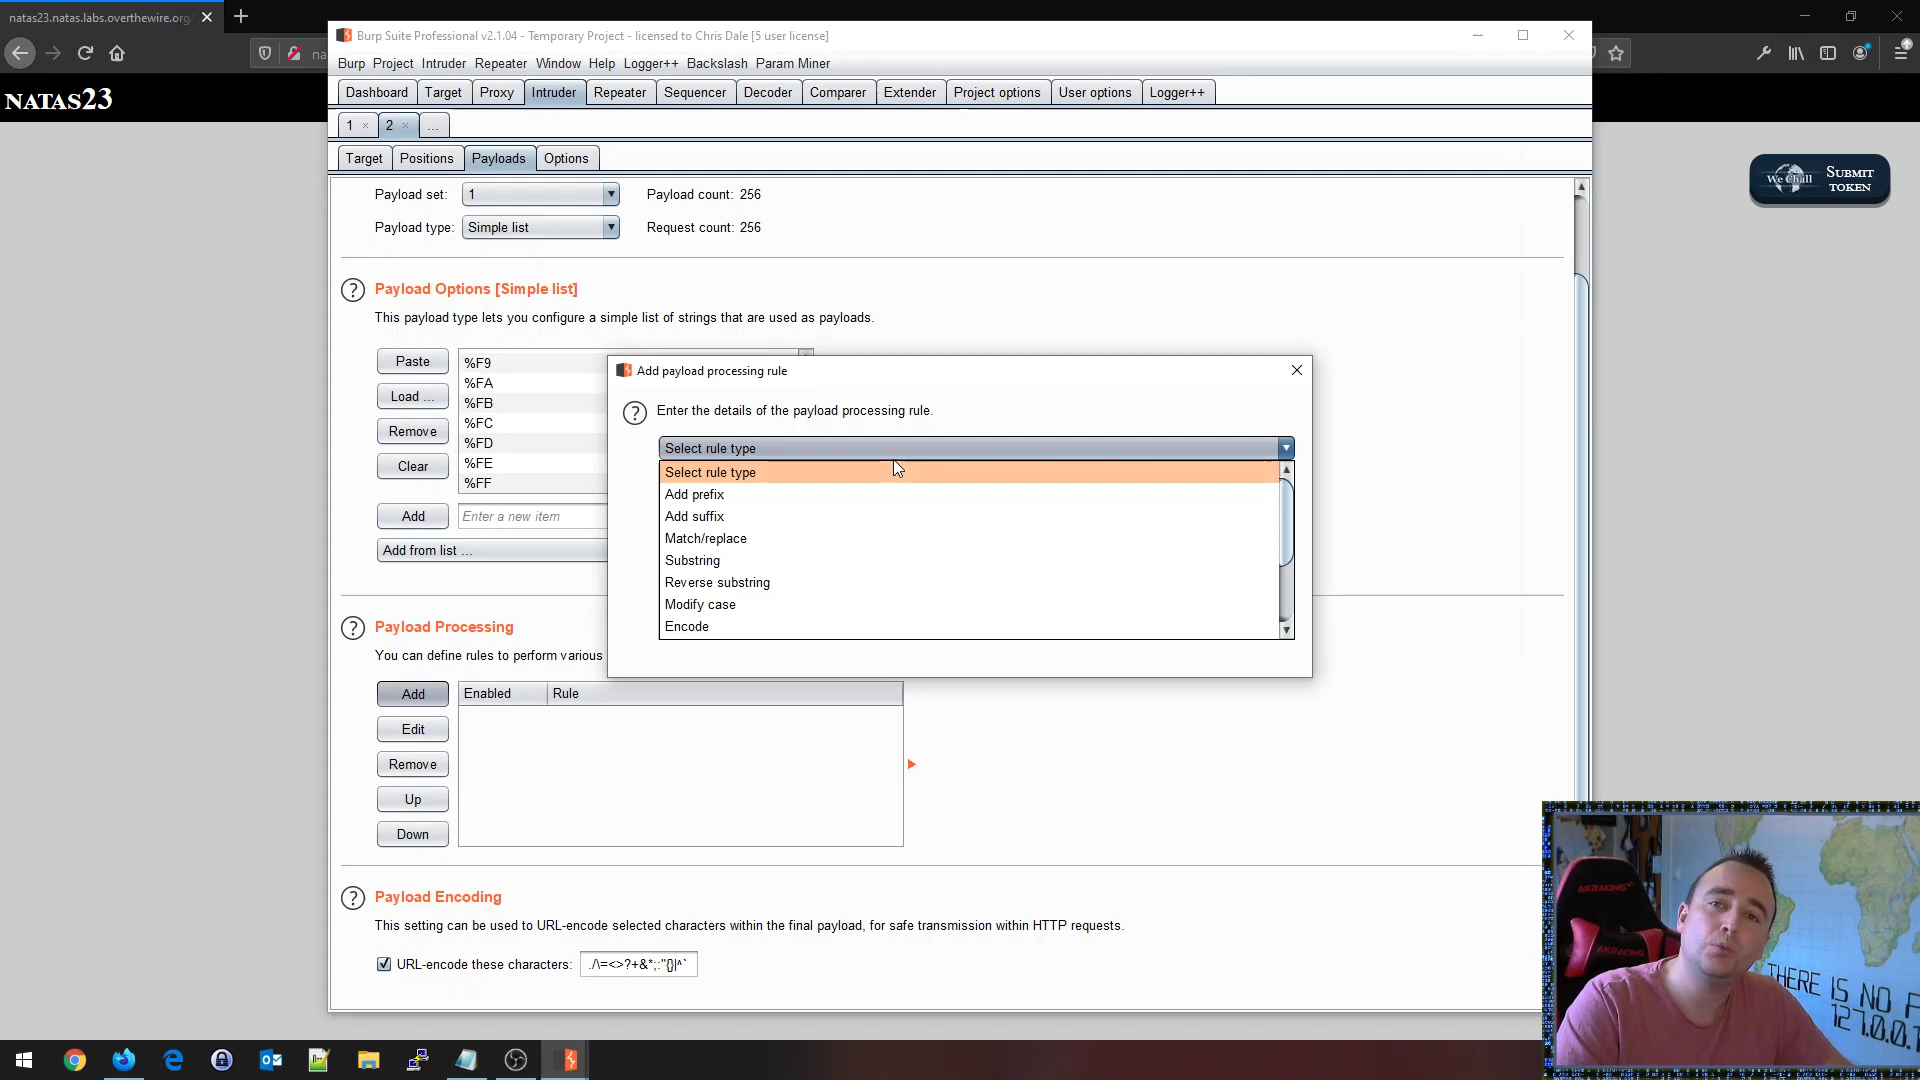 natas23.natas.labs.overthewire.org/
Burp Suite Professional v2.1.04 - Temporary Project - licensed to Chris Dale [5 user license]
Burp Project Intruder Repeater Window Help Logger++ Backslash Param Miner
na
NATAS23
Dashboard Target Proxy Intruder Repeater Sequencer Decoder Comparer Extender Project options User options Logger++
1 × 2 × ...
Target Positions Payloads Options
We Chall SUBMIT TOKEN
Payload set: 1 Payload count: 256
Payload type: Simple list Request count: 256
? Payload Options [Simple list]
This payload type lets you configure a simple list of strings that are used as payloads.
Paste
Load ...
Remove
Clear
%F9
%FA
%FB
%FC
%FD
%FE
%FF
Add Enter a new item
Add from list ...
Add payload processing rule
? Enter the details of the payload processing rule.
Select rule type
Select rule type
Add prefix
Add suffix
Match/replace
Substring
Reverse substring
Modify case
Encode
? Payload Processing
You can define rules to perform various
Add
Edit
Remove
Up
Down
Enabled Rule
? Payload Encoding
This setting can be used to URL-encode selected characters within the final payload, for safe transmission within HTTP requests.
URL-encode these characters: ./\=<>?+&*;:"{}|^`
AKRACING
AKRACING
THERE IS NO
127.0.0.1